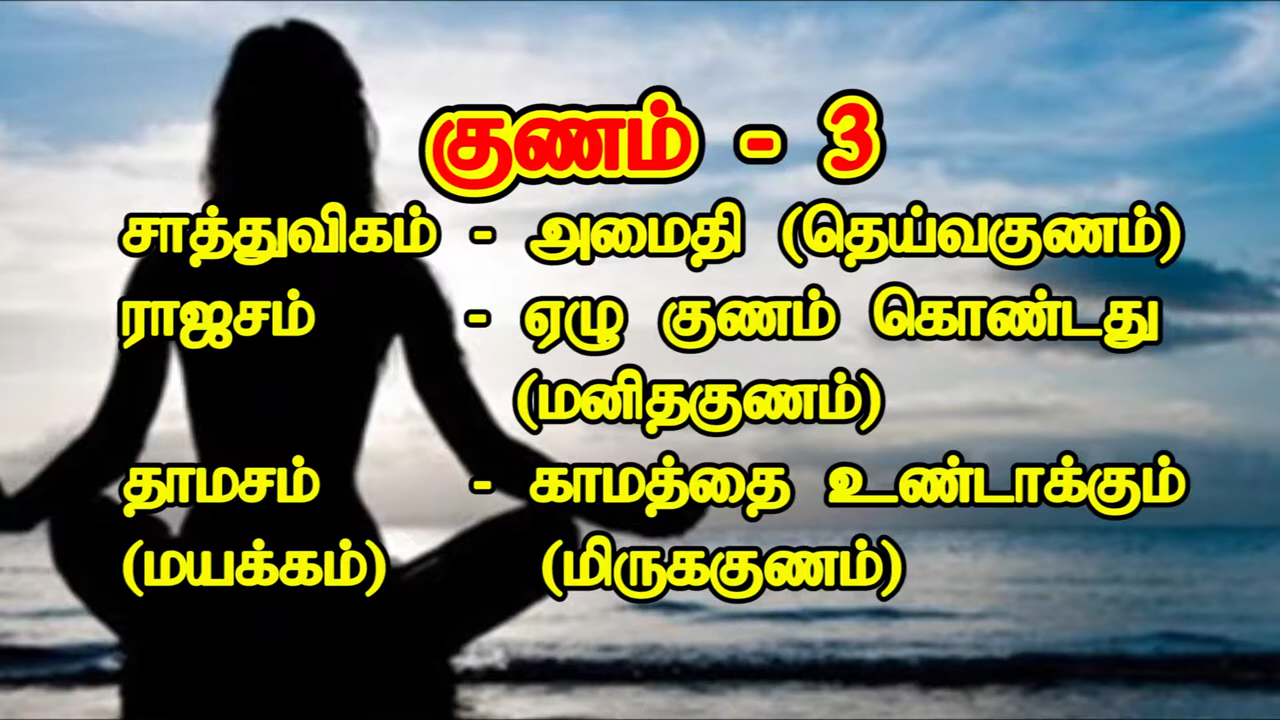 குணம் - 3
சாத்துவிகம் - அமைதி (தெய்வகுணம்)
ராஜசம் - ஏழு குணம் கொண்டது
(மனிதகுணம்)
தாமசம் - காமத்தை உண்டாக்கும்
(மயக்கம்) (மிருககுணம்)